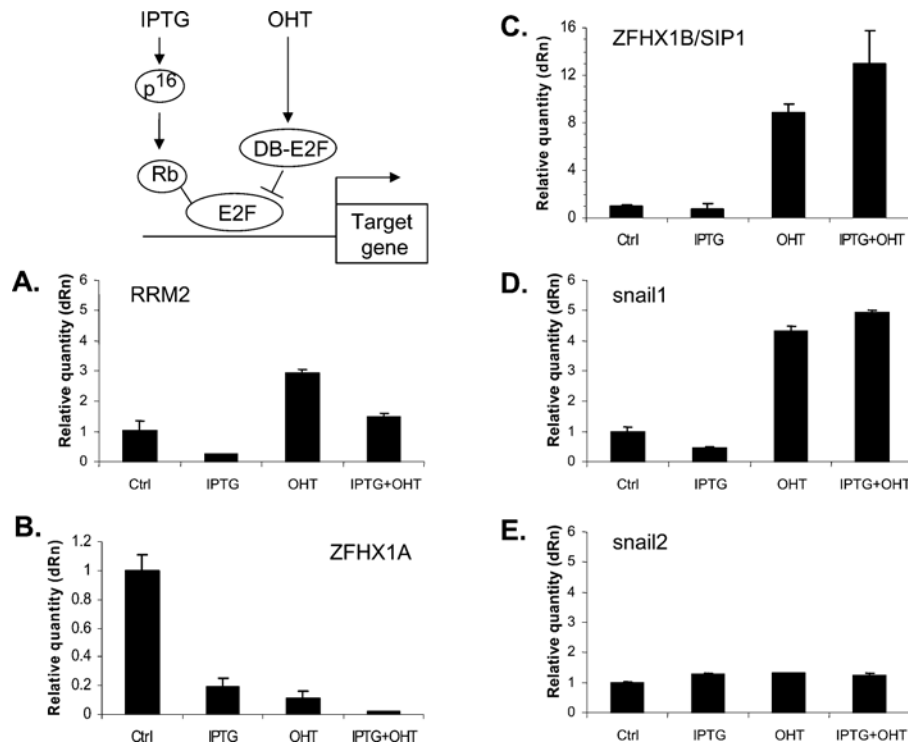 IPTG OHT
p16
DB-E2F
Rb
E2F
Target
gene
A.
RRM2
Relative quantity (dRn)
6
5
4
3
2
1
0
Ctrl IPTG OHT IPTG+OHT
B.
ZFHX1A
Relative quantity (dRn)
1.2
1
0.8
0.6
0.4
0.2
0
Ctrl IPTG OHT IPTG+OHT
C.
ZFHX1B/SIP1
Relative quantity (dRn)
16
12
8
4
0
Ctrl IPTG OHT IPTG+OHT
D.
snail1
Relative quantity (dRn)
6
5
4
3
2
1
0
Ctrl IPTG OHT IPTG+OHT
E.
snail2
Relative quantity (dRn)
6
5
4
3
2
1
0
Ctrl IPTG OHT IPTG+OHT